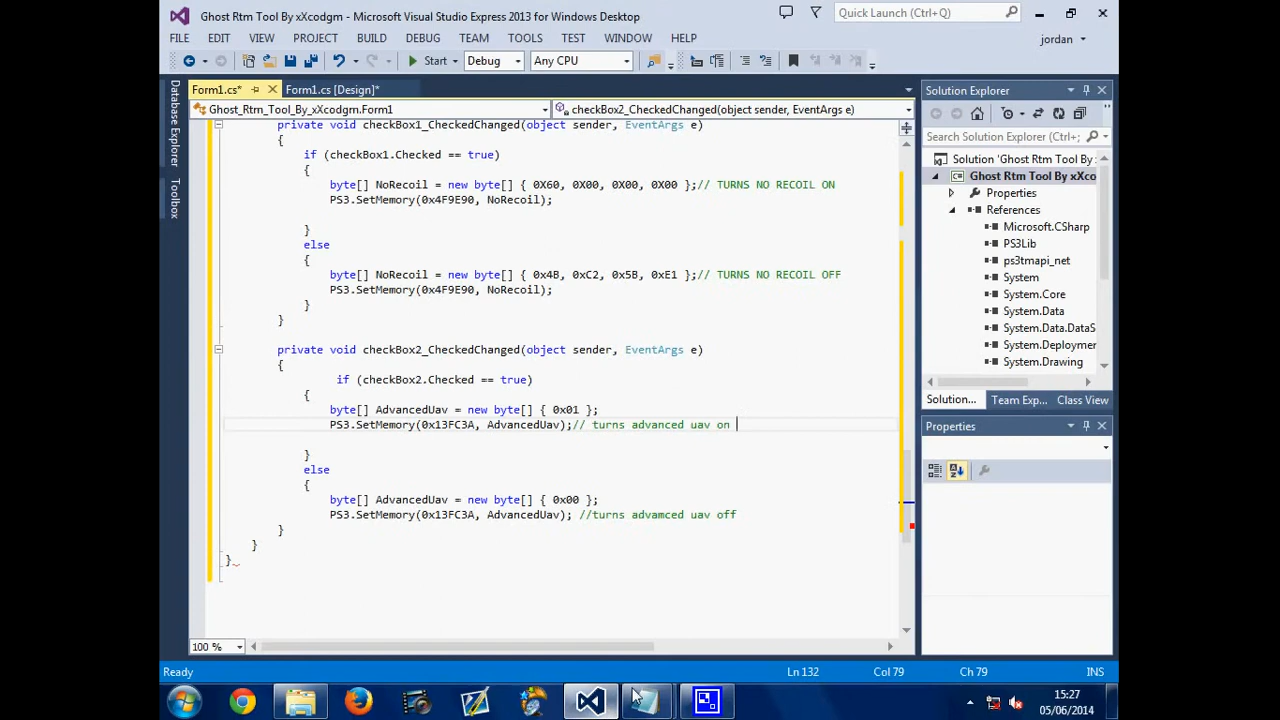 Ghost Rtm Tool By xXcodgm - Microsoft Visual Studio Express 2013 for Windows Desktop
Quick Launch (Ctrl+Q)
FILE EDIT VIEW PROJECT BUILD DEBUG TEAM TOOLS TEST WINDOW HELP
jordan
Start Debug Any CPU
Database Explorer
Toolbox
Form1.cs* Form1.cs [Design]*
Ghost_Rtm_Tool_By_xXcodgm.Form1 checkBox2_CheckedChanged(object sender, EventArgs e)
private void checkBox1_CheckedChanged(object sender, EventArgs e)
{
if (checkBox1.Checked == true)
{
byte[] NoRecoil = new byte[] { 0X60, 0X00, 0X00, 0X00 };// TURNS NO RECOIL ON
PS3.SetMemory(0x4F9E90, NoRecoil);
}
else
{
byte[] NoRecoil = new byte[] { 0x4B, 0xC2, 0x5B, 0xE1 };// TURNS NO RECOIL OFF
PS3.SetMemory(0x4F9E90, NoRecoil);
}
}
private void checkBox2_CheckedChanged(object sender, EventArgs e)
{
if (checkBox2.Checked == true)
{
byte[] AdvancedUav = new byte[] { 0x01 };
PS3.SetMemory(0x13FC3A, AdvancedUav);// turns advanced uav on
}
else
{
byte[] AdvancedUav = new byte[] { 0x00 };
PS3.SetMemory(0x13FC3A, AdvancedUav); //turns advamced uav off
}
}
}
100 %
Solution Explorer
Search Solution Explorer (Ctrl+;
Solution 'Ghost Rtm Tool By
Ghost Rtm Tool By xXco
Properties
References
Microsoft.CSharp
PS3Lib
ps3tmapi_net
System
System.Core
System.Data
System.Data.DataS
System.Deploymer
System.Drawing
Solution... Team Exp... Class View
Properties
Ready Ln 132 Col 79 Ch 79 INS
15:27
05/06/2014